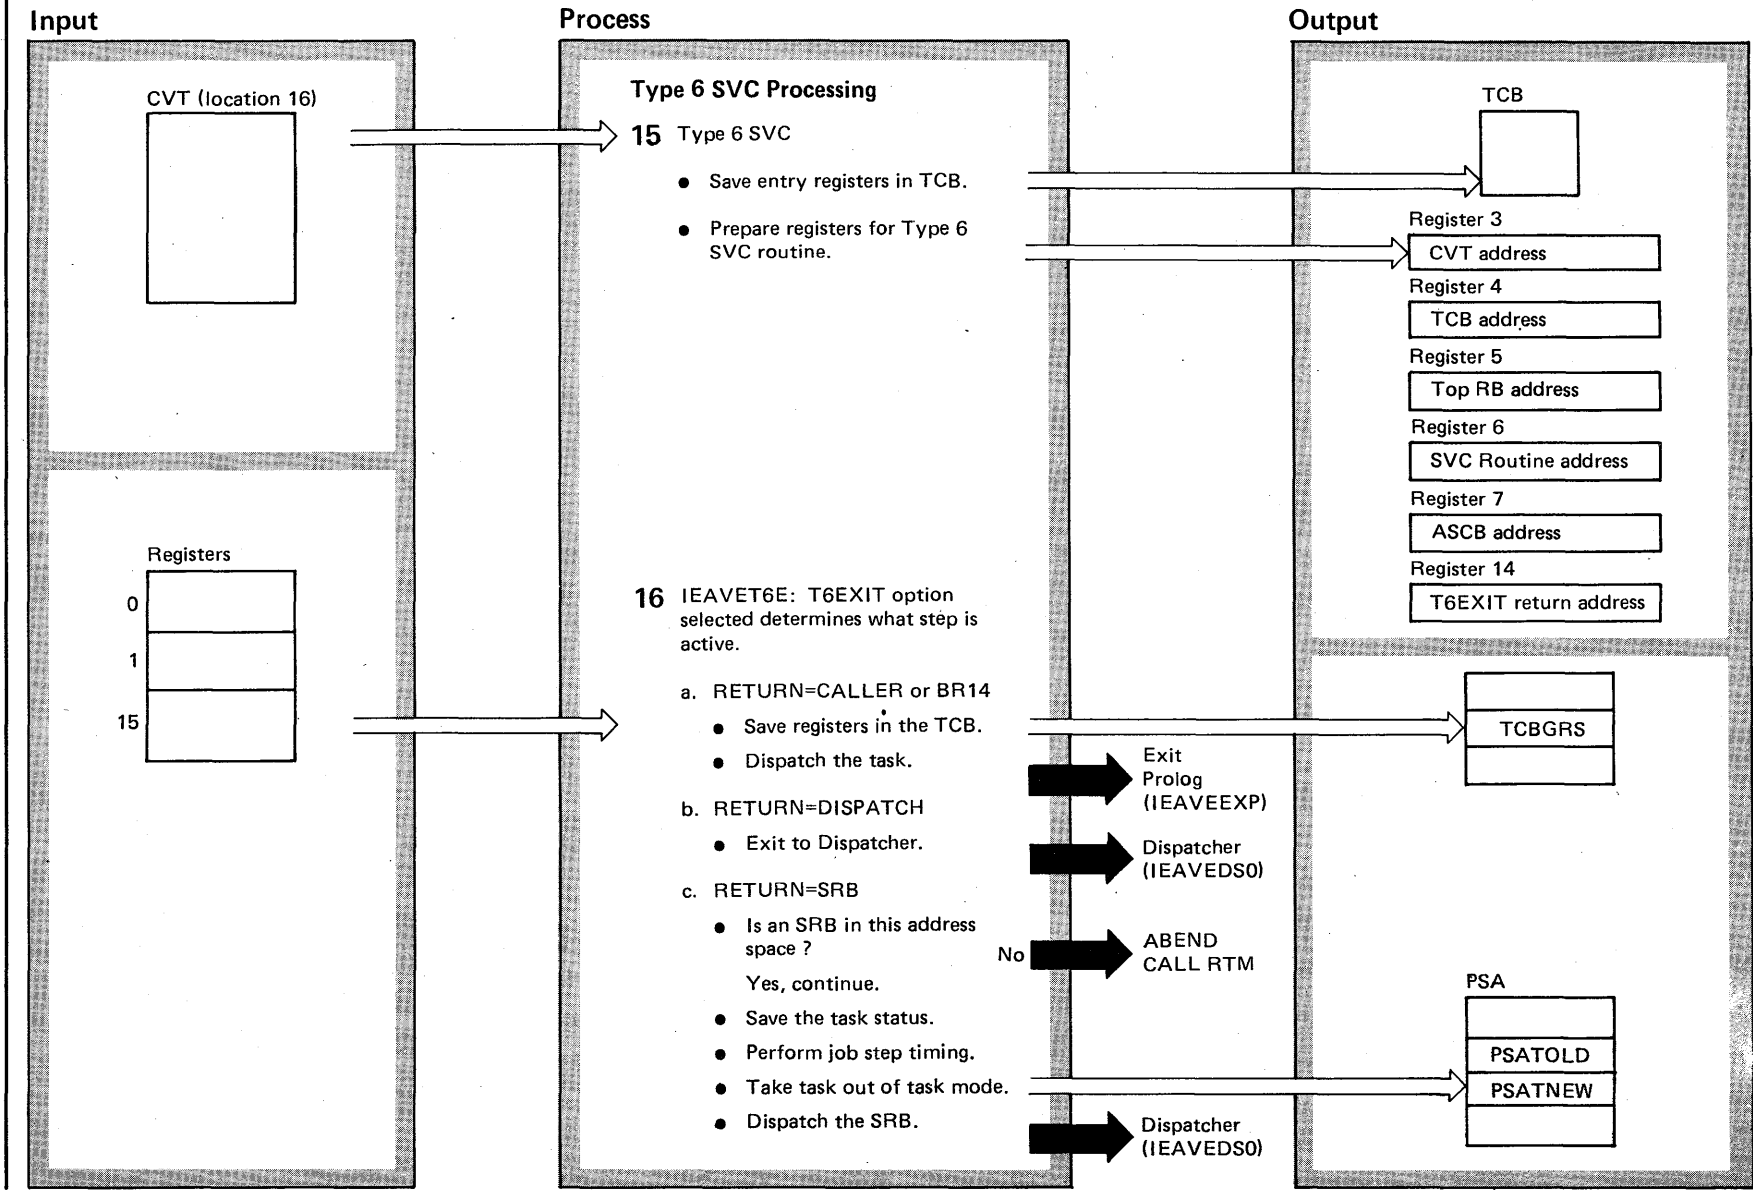 Input
CVT (location 16)
Registers
0
1
15
Process
Type 6 SVC Processing
15 Type 6 SVC
● Save entry registers in TCB.
● Prepare registers for Type 6
SVC routine.
16 IEAVET6E: T6EXIT option
selected determines what step is
active.
a. RETURN=CALLER or BR14
● Save registers in the TCB.
● Dispatch the task.
Exit
Prolog
(IEAVEEXP)
b. RETURN=DISPATCH
● Exit to Dispatcher.
Dispatcher
(IEAVEDS0)
c. RETURN=SRB
● Is an SRB in this address
space ?
No
ABEND
CALL RTM
Yes, continue.
● Save the task status.
● Perform job step timing.
● Take task out of task mode.
● Dispatch the SRB.
Dispatcher
(IEAVEDS0)
Output
TCB
Register 3
CVT address
Register 4
TCB address
Register 5
Top RB address
Register 6
SVC Routine address
Register 7
ASCB address
Register 14
T6EXIT return address
TCBGRS
PSA
PSATOLD
PSATNEW